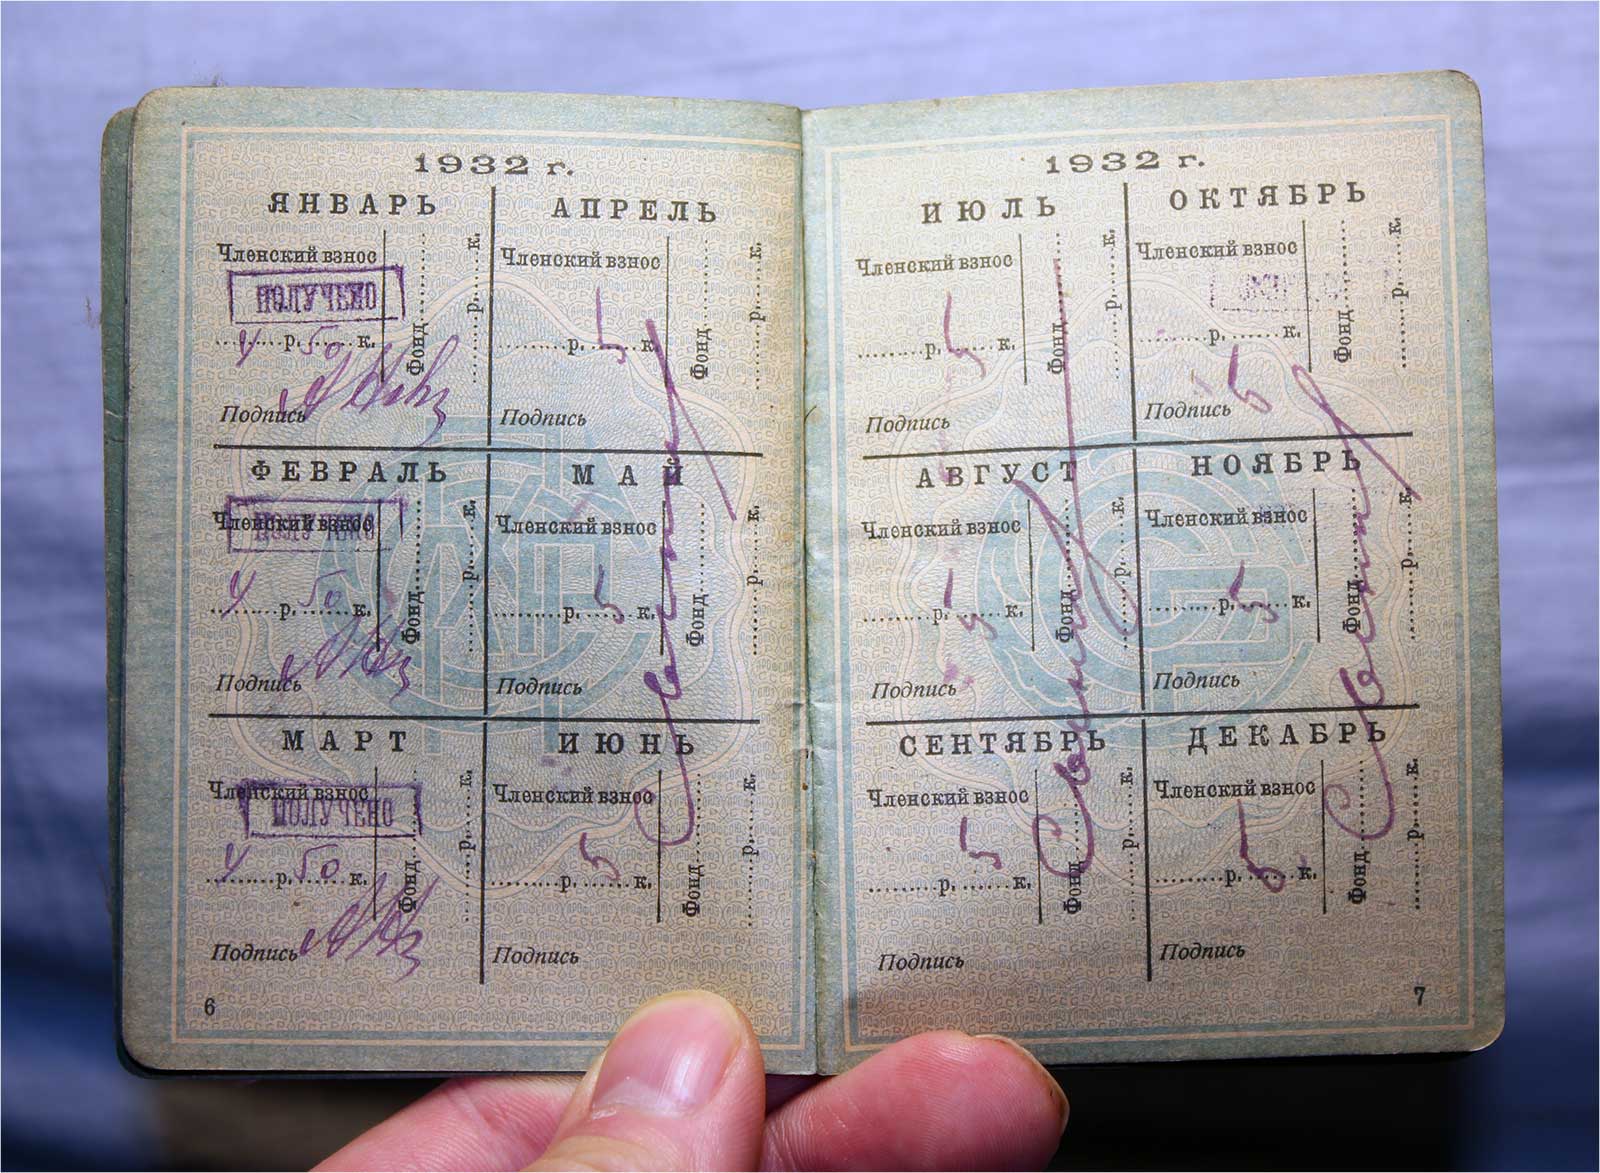 1932 г.
ЯНВАРЬ
Членский взнос
ПОЛУЧЕНО
4 р. 50 к.
Фонд р. к.
Подпись
АПРЕЛЬ
Членский взнос
р. 5 к.
Фонд р. к.
Подпись
ФЕВРАЛЬ
Членский взнос
ПОЛУЧЕНО
4 р. 50 к.
Фонд р. к.
Подпись
МАЙ
Членский взнос
р. 5 к.
Фонд р. к.
Подпись
МАРТ
Членский взнос
ПОЛУЧЕНО
4 р. 50 к.
Фонд р. к.
Подпись
ИЮНЬ
Членский взнос
р. 5 к.
Фонд р. к.
Подпись
6
1932 г.
ИЮЛЬ
Членский взнос
р. 5 к.
Фонд р. к.
Подпись
ОКТЯБРЬ
Членский взнос
р. к.
Фонд р. к.
Подпись 5
АВГУСТ
Членский взнос
р. 5 к.
Фонд р. к.
Подпись
НОЯБРЬ
Членский взнос
р. 5 к.
Фонд р. к.
Подпись
СЕНТЯБРЬ
Членский взнос
5
р. к.
Фонд р. к.
Подпись
ДЕКАБРЬ
Членский взнос
р. 5 к.
Фонд р. к.
Подпись
7